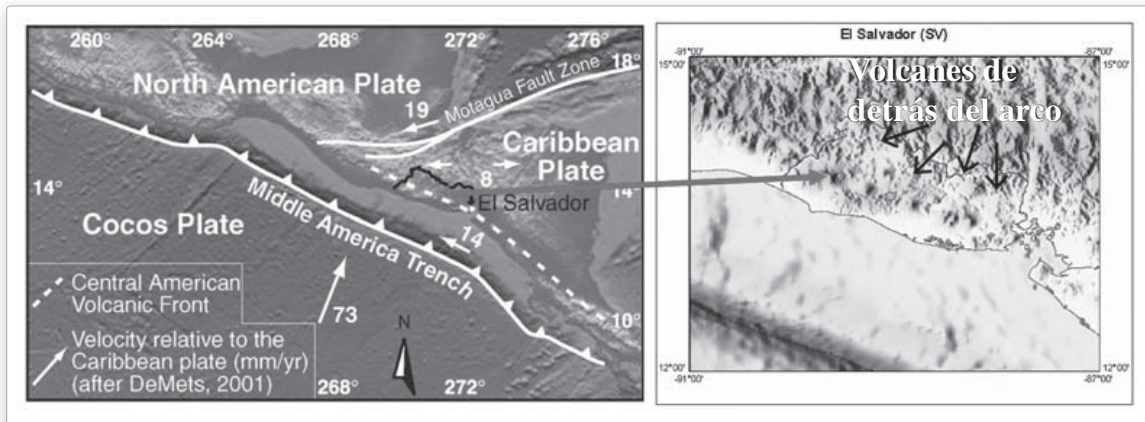 260° 264° 268° 272° 276°
North American Plate
18°
19
Motagua Fault Zone
Caribbean
Plate
8
14°
14°
El Salvador
Cocos Plate
Middle America Trench
14
Central American
Volcanic Front
73
N
10°
Velocity relative to the
Caribbean plate (mm/yr)
(after DeMets, 2001)
268° 272°
El Salvador (SV)
-91°00' -87°00'
15°00' 15°00'
Volcanes de
detrás del arco
12°00' 12°00'
-91°00' -87°00'